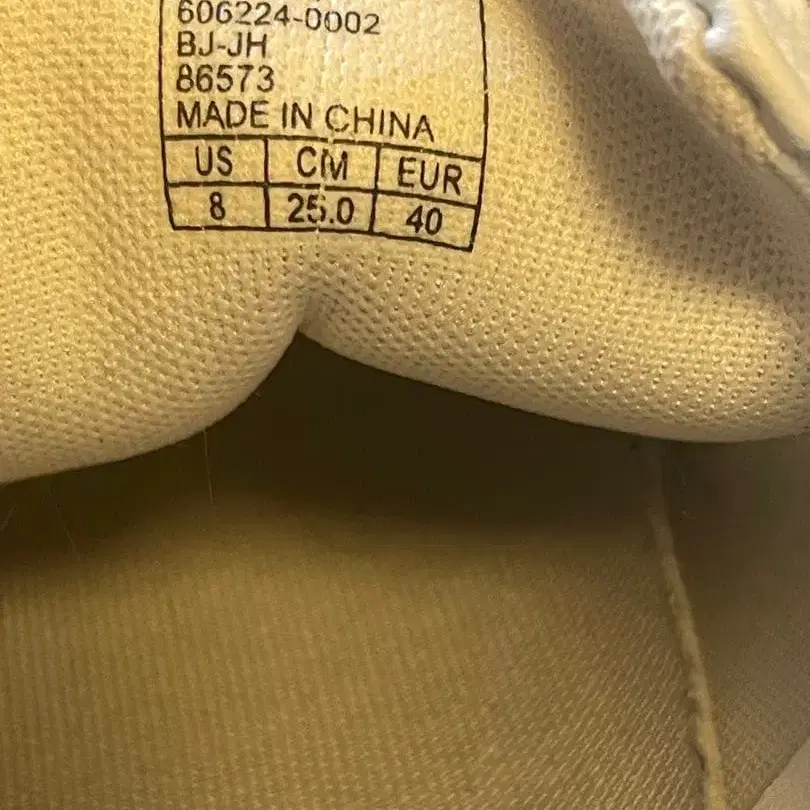 606224-0002
BJ-JH
86573
MADE IN CHINA
US CM EUR
8 25.0 40